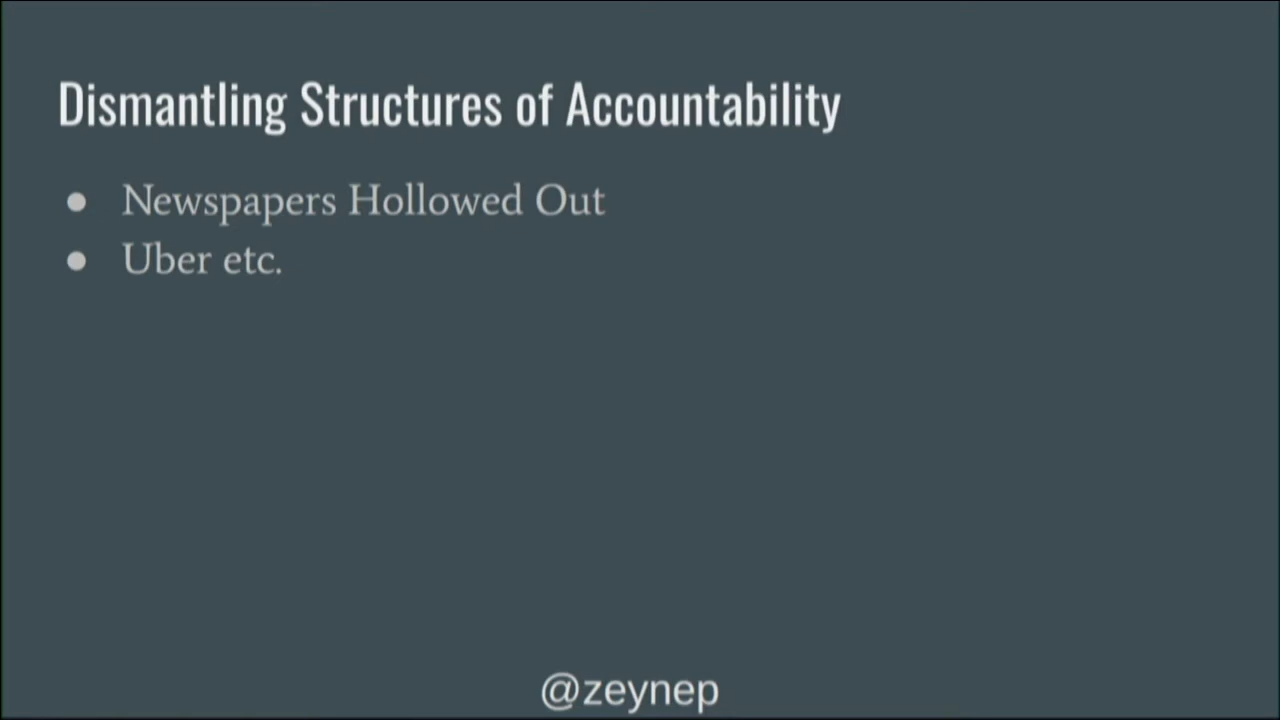 Dismantling Structures of Accountability
● Newspapers Hollowed Out
● Uber etc.
@zeynep